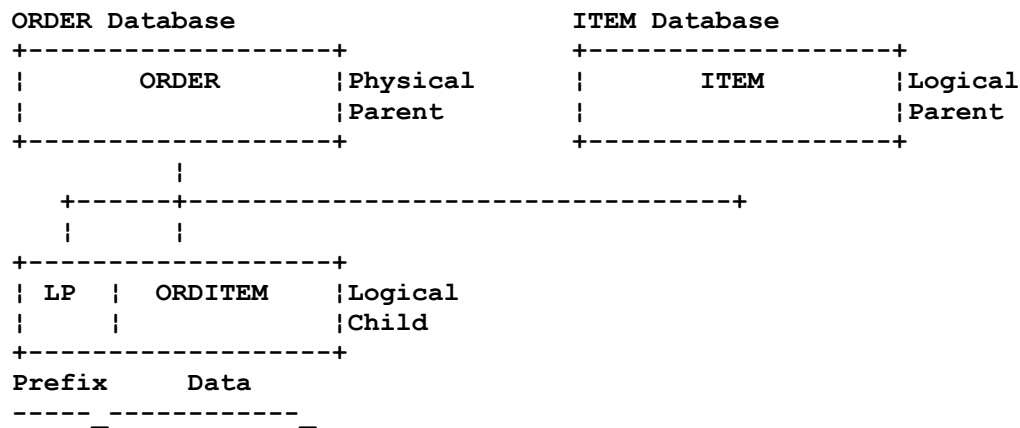 ORDER Database ITEM Database
ORDER Physical ITEM Logical
Parent Parent
LP ORDITEM Logical
Child
Prefix Data